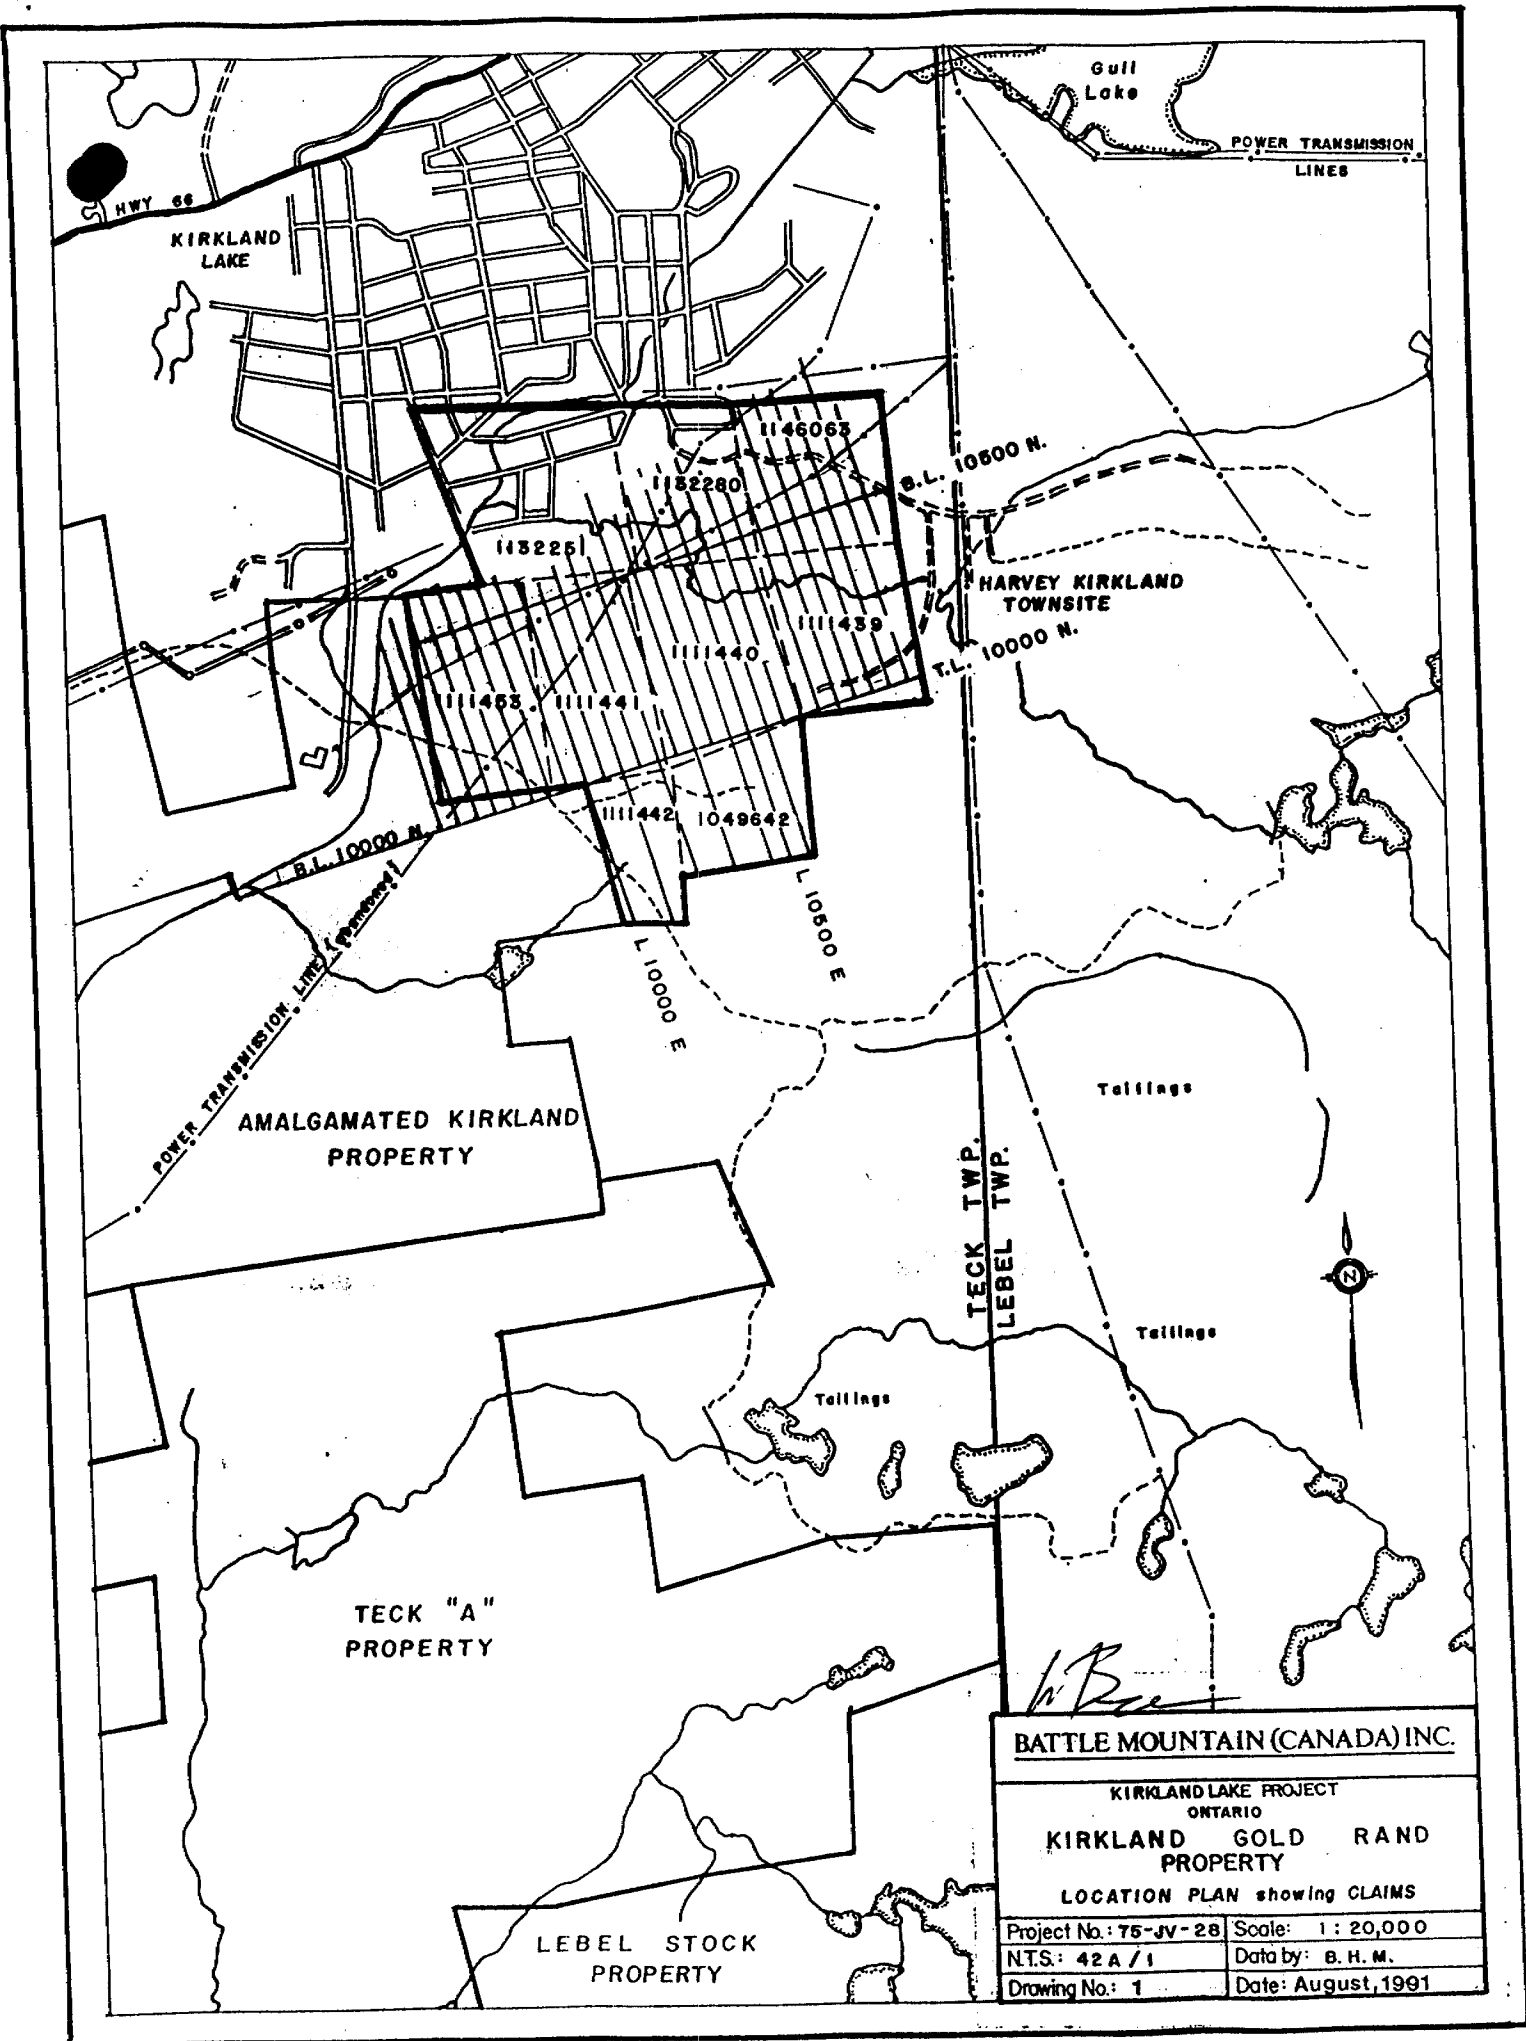 Gull
Lake
POWER TRANSMISSION
LINES
HWY 66
KIRKLAND
LAKE
1146063
1132280
B.L. 10500 N.
1132251
HARVEY KIRKLAND
TOWNSITE
1111439
1111440
T.L. 10000 N.
1111453
1111441
1111442
1049642
B.L. 10000 N.
POWER TRANSMISSION LINE (abandoned)
L 10500 E
L 10000 E
Tailings
AMALGAMATED KIRKLAND
PROPERTY
TECK TWP.
LEBEL TWP.
N
Tailings
Tailings
TECK "A"
PROPERTY
LEBEL STOCK
PROPERTY
BATTLE MOUNTAIN (CANADA) INC.
KIRKLAND LAKE PROJECT
ONTARIO
KIRKLAND GOLD RAND
PROPERTY
LOCATION PLAN showing CLAIMS
Project No.: 75-JV-28 Scale: 1 : 20,000
N.T.S.: 42 A / 1 Data by: B. H. M.
Drawing No.: 1 Date: August, 1991